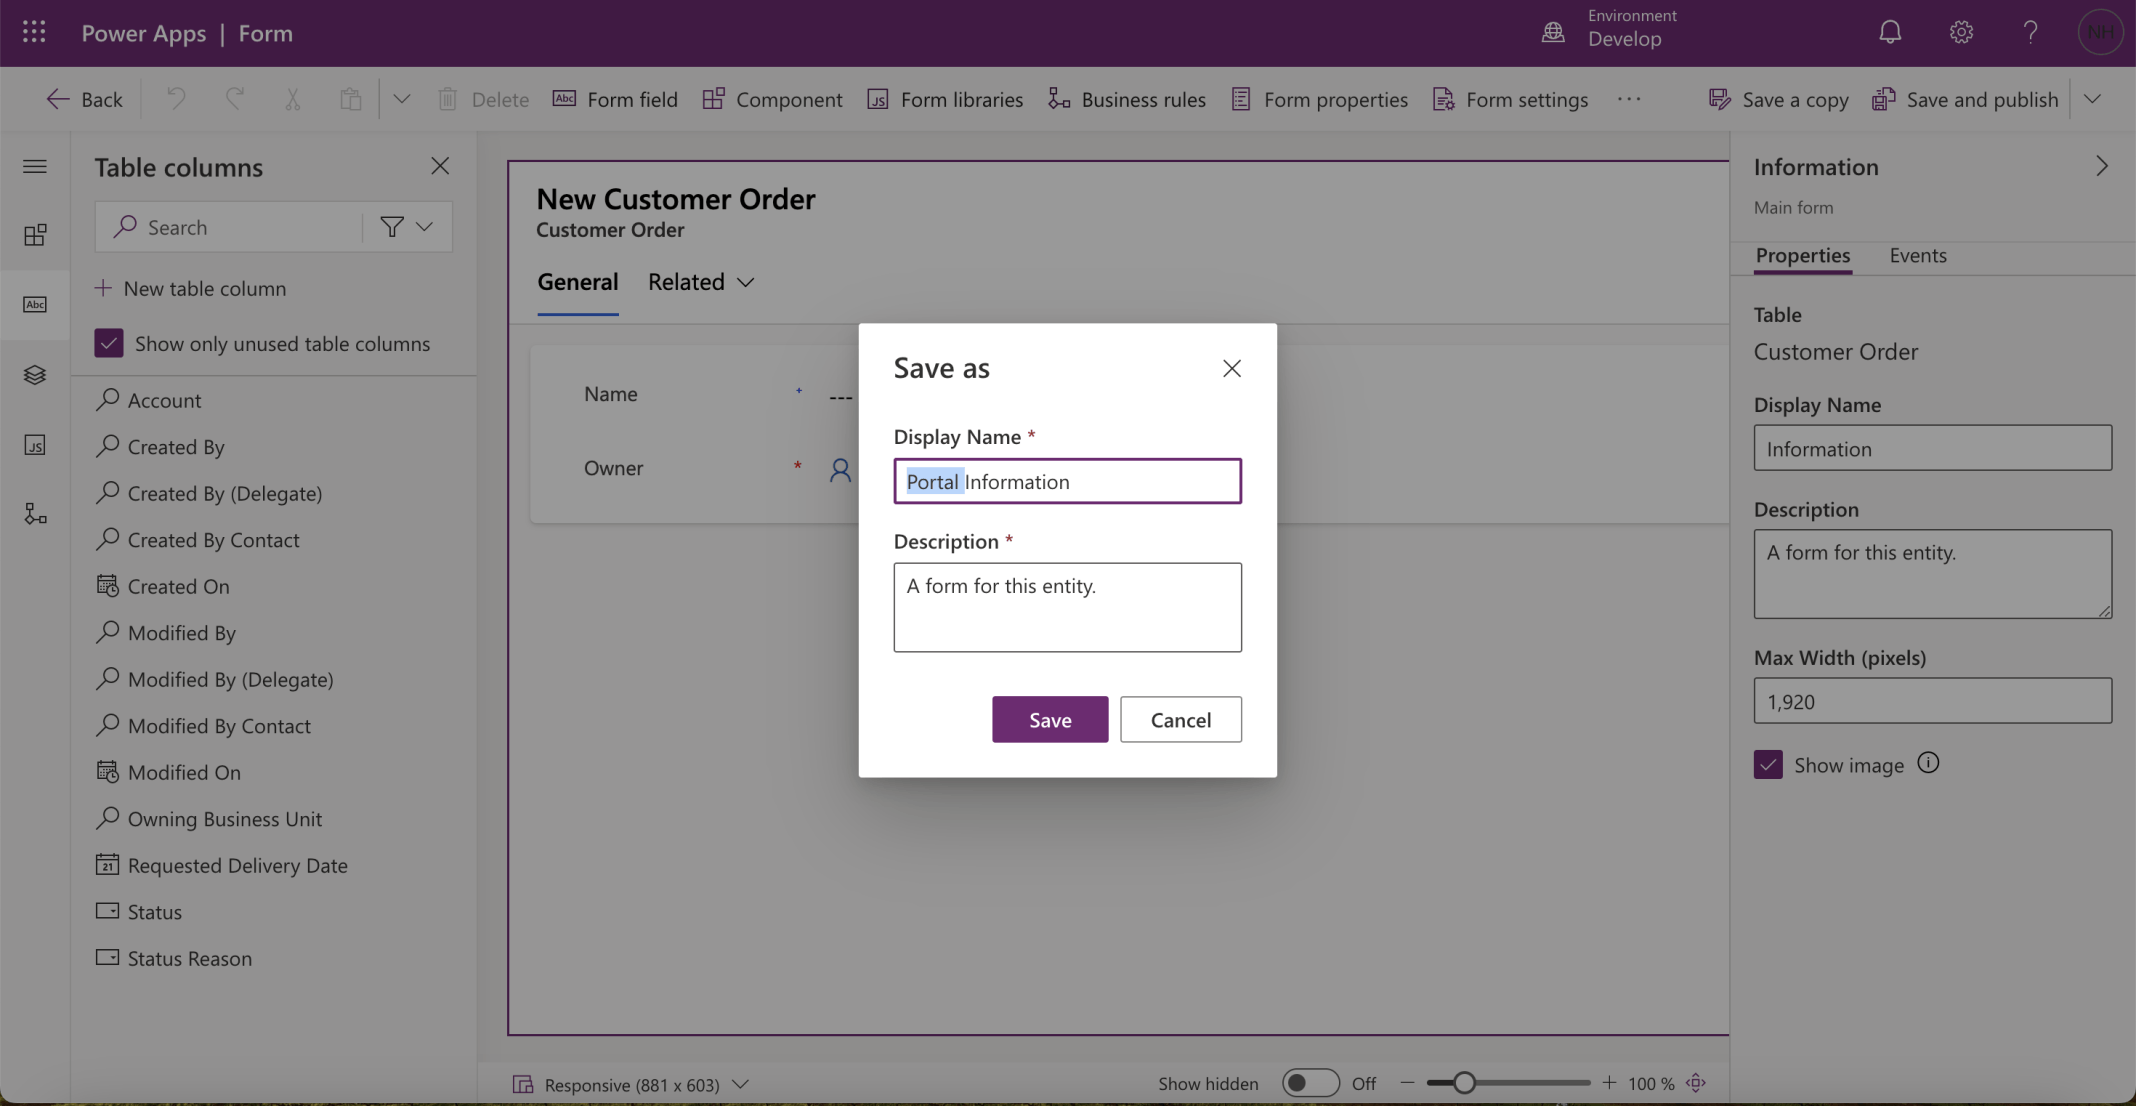 Power Apps | Form
Environment
Develop
NH
Back
Delete
Abc
Form field
Component
JS
Form libraries
Business rules
Form properties
Form settings
...
Save a copy
Save and publish
Table columns
Search
New table column
Abc
Show only unused table columns
Account
Created By
JS
Created By (Delegate)
Created By Contact
Created On
Modified By
Modified By (Delegate)
Modified By Contact
Modified On
Owning Business Unit
21
Requested Delivery Date
Status
Status Reason
New Customer Order
Customer Order
General
Related
Name
+
---
Owner
*
Save as
Display Name *
Portal Information
Description *
A form for this entity.
Save
Cancel
Information
Main form
Properties
Events
Table
Customer Order
Display Name
Information
Description
A form for this entity.
Max Width (pixels)
1,920
Show image
Responsive (881 x 603)
Show hidden
Off
100 %